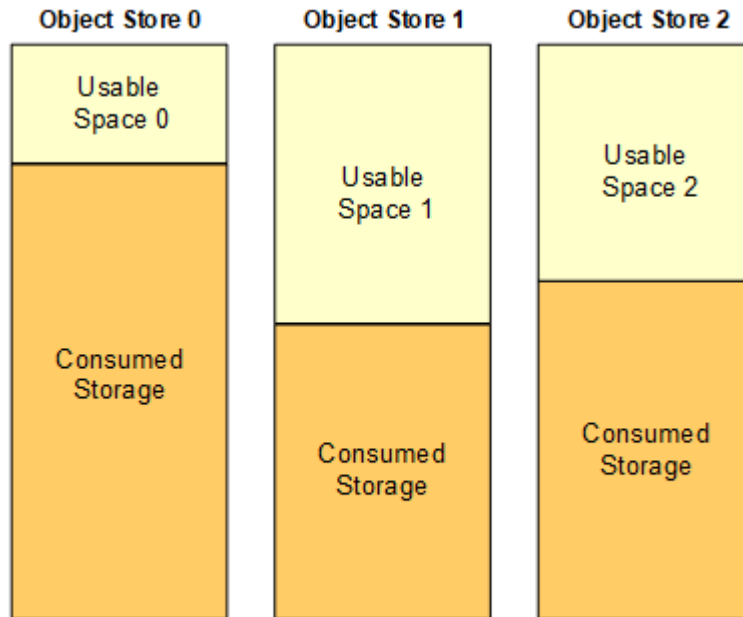 Object Store 0
Object Store 1
Object Store 2
Usable
Space 0
Usable
Space 1
Usable
Space 2
Consumed
Storage
Consumed
Storage
Consumed
Storage